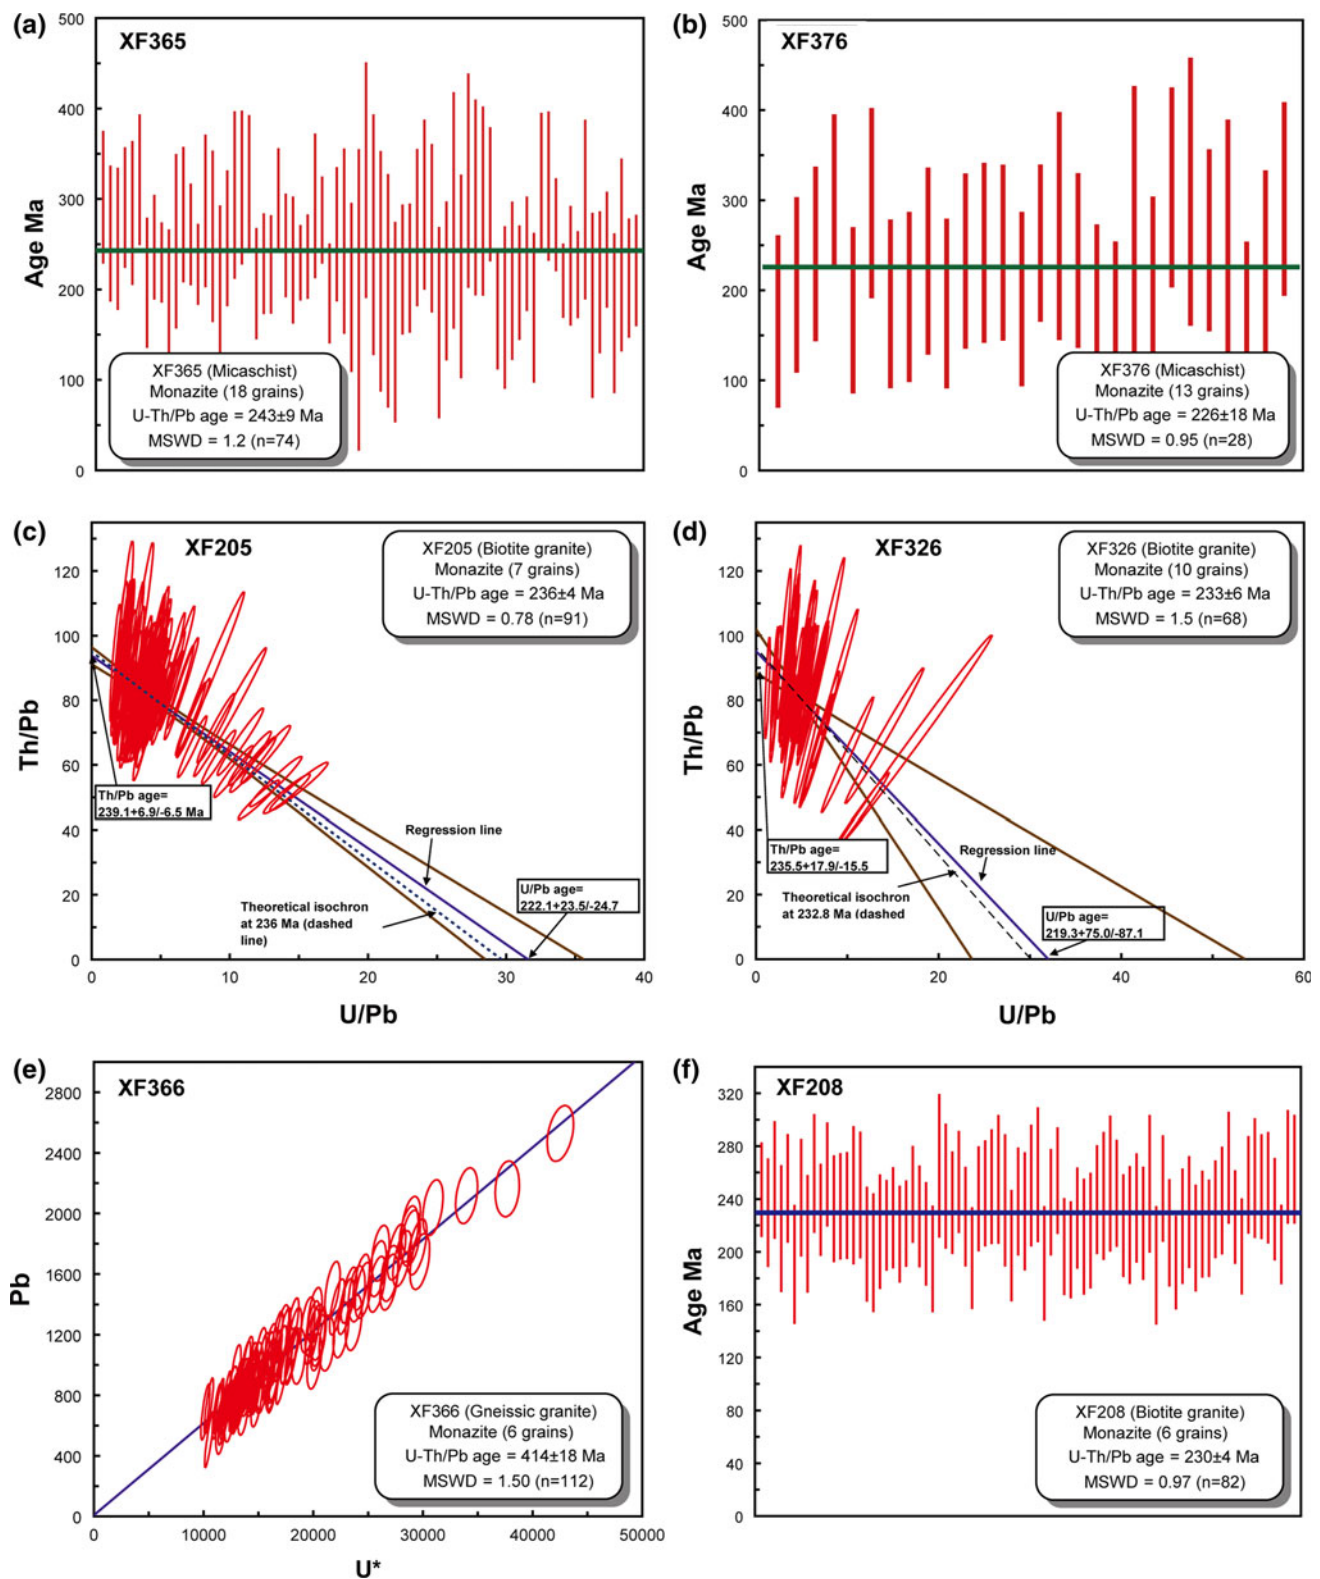 (a)
XF365
500
400
300
200
100
0
Age Ma
XF365 (Micaschist)
Monazite (18 grains)
U-Th/Pb age = 243±9 Ma
MSWD = 1.2 (n=74)
(b)
XF376
500
400
300
200
100
0
Age Ma
XF376 (Micaschist)
Monazite (13 grains)
U-Th/Pb age = 226±18 Ma
MSWD = 0.95 (n=28)
(c)
XF205
120
100
80
60
40
20
0
Th/Pb
XF205 (Biotite granite)
Monazite (7 grains)
U-Th/Pb age = 236±4 Ma
MSWD = 0.78 (n=91)
Th/Pb age=
239.1+6.9/-6.5 Ma
Regression line
U/Pb age=
222.1+23.5/-24.7
Theoretical isochron
at 236 Ma (dashed
line)
0 10 20 30 40
U/Pb
(d)
XF326
120
100
80
60
40
20
0
Th/Pb
XF326 (Biotite granite)
Monazite (10 grains)
U-Th/Pb age = 233±6 Ma
MSWD = 1.5 (n=68)
Th/Pb age=
235.5+17.9/-15.5
Regression line
Theoretical isochron
at 232.8 Ma (dashed
U/Pb age=
219.3+75.0/-87.1
0 20 40 60
U/Pb
(e)
XF366
2800
2400
2000
1600
1200
800
400
0
Pb
XF366 (Gneissic granite)
Monazite (6 grains)
U-Th/Pb age = 414±18 Ma
MSWD = 1.50 (n=112)
0 10000 20000 30000 40000 50000
U*
(f)
XF208
320
280
240
200
160
120
80
40
0
Age Ma
XF208 (Biotite granite)
Monazite (6 grains)
U-Th/Pb age = 230±4 Ma
MSWD = 0.97 (n=82)